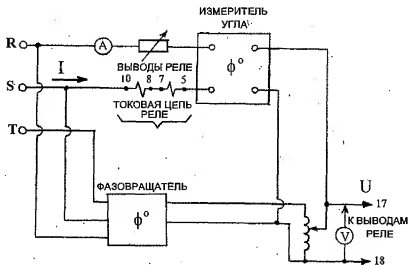 ИЗМЕРИТЕЛЬ
УГЛА
R
A
ВЫВОДЫ РЕЛЕ
φ°
I
S
10
8
7
5
ТОКОВАЯ ЦЕПЬ
РЕЛЕ
T
ФАЗОВРАЩАТЕЛЬ
φ°
U
17
К ВЫВОДАМ
РЕЛЕ
V
18